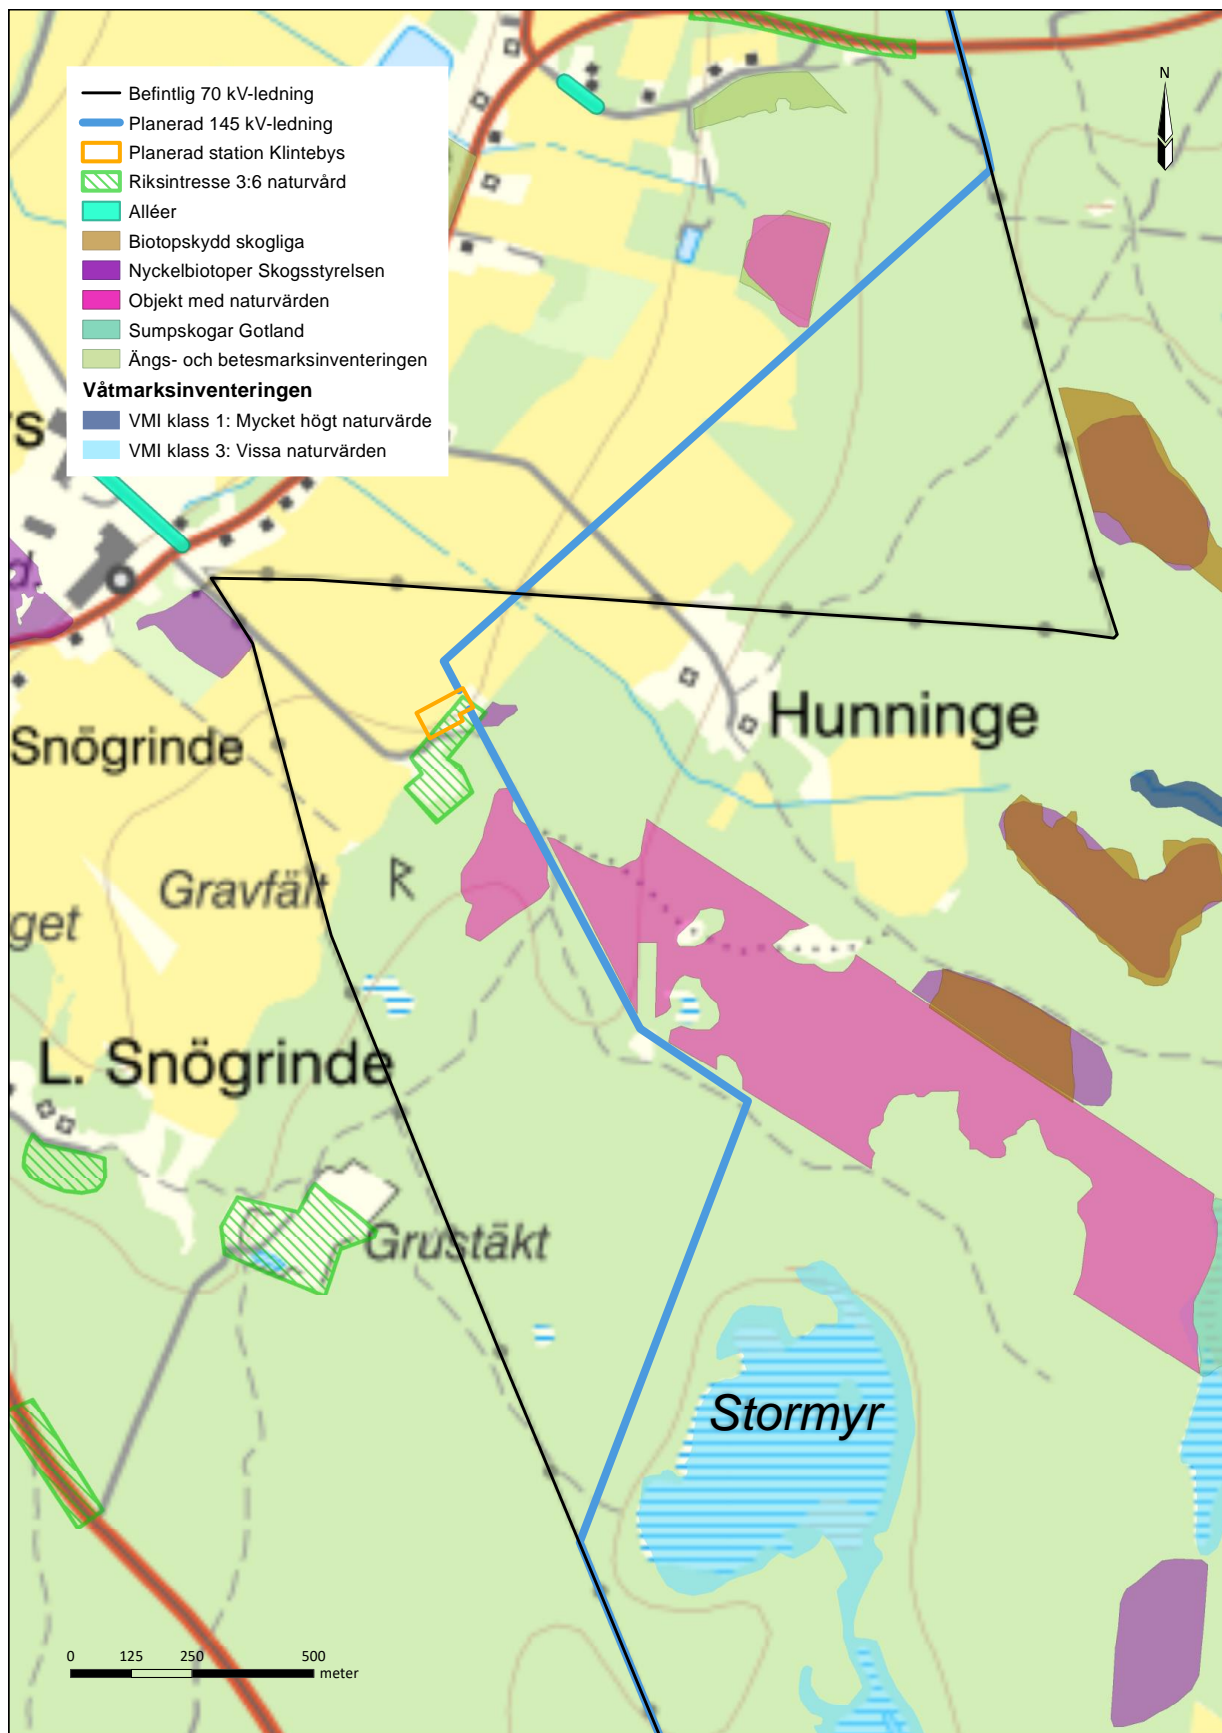 Befintlig 70 kV-ledning
Planerad 145 kV-ledning
Planerad station Klintebys
Riksintresse 3:6 naturvård
Alléer
Biotopskydd skogliga
Nyckelbiotoper Skogsstyrelsen
Objekt med naturvärden
Sumpskogar Gotland
Ängs- och betesmarksinventeringen
Våtmarksinventeringen
VMI klass 1: Mycket högt naturvärde
VMI klass 3: Vissa naturvärden
N
s
d.
Hunninge
Snögrinde
Gravfält
R
get
L. Snögrinde
Grustäkt
Stormyr
0 125 250 500
meter